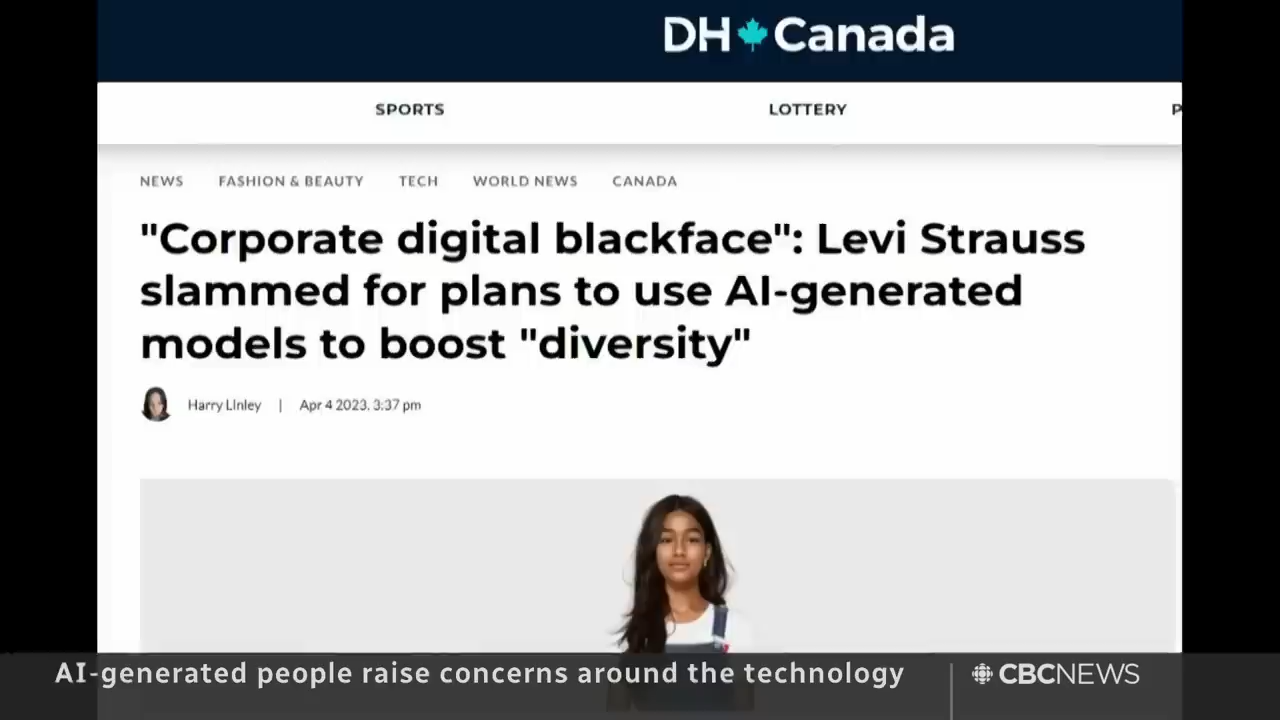 DH Canada
SPORTS LOTTERY
NEWS FASHION & BEAUTY TECH WORLD NEWS CANADA
"Corporate digital blackface": Levi Strauss
slammed for plans to use AI-generated
models to boost "diversity"
Harry LInley | Apr 4 2023, 3:37 pm
AI-generated people raise concerns around the technology
CBCNEWS